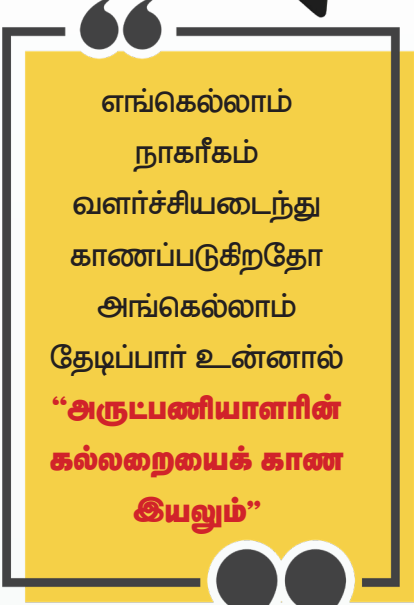 எங்கெல்லாம்
நாகரீகம்
வளர்ச்சியடைந்து
காணப்படுகிறதோ
அங்கெல்லாம்
தேடிப்பார் உன்னால்
“அருட்பணியாளரின்
கல்லறையைக் காண
இயலும்”